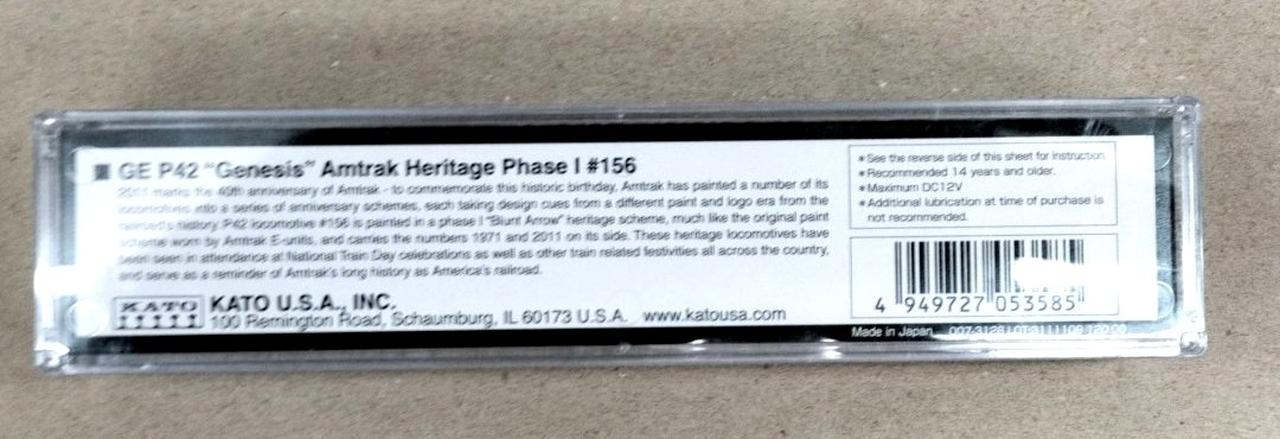 GE P42 "Genesis" Amtrak Heritage Phase I #156
2011 marks the 40th anniversary of Amtrak - to commemorate this historic birthday, Amtrak has painted a number of its
locomotives into a series of anniversary schemes, each taking design cues from a different paint and logo era from the
railroad's history. P42 locomotive #156 is painted in a phase I "Blunt Arrow" heritage scheme, much like the original paint
scheme worn by Amtrak E-units, and carries the numbers 1971 and 2011 on its side. These heritage locomotives have
been seen in attendance at National Train Day celebrations as well as other train related festivities all across the country,
and serve as a reminder of Amtrak's long history as America's railroad.
KATO
KATO U.S.A., INC.
100 Remington Road, Schaumburg, IL 60173 U.S.A. www.katousa.com
*See the reverse side of this sheet for instruction.
*Recommended 14 years and older.
*Maximum DC12V
*Additional lubrication at time of purchase is
not recommended.
4 949727 053585
Made in Japan